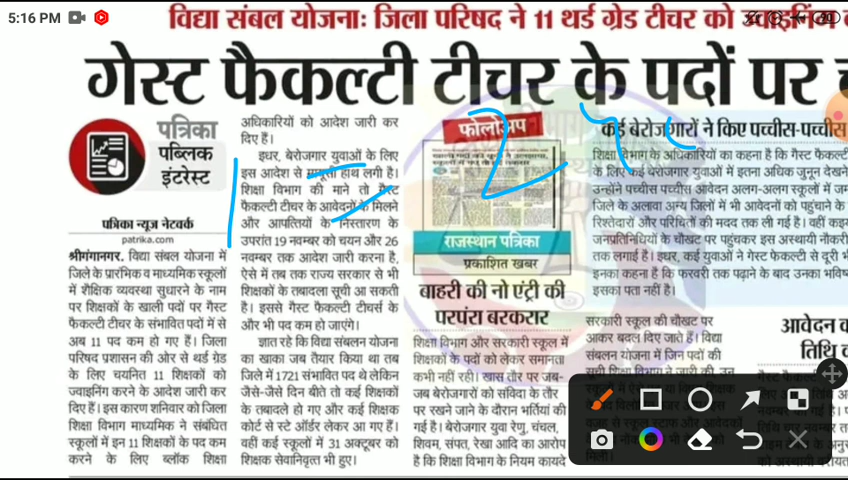 5:16 PM
विद्या संबल योजना: जिला परिषद ने 11 थर्ड ग्रेड टीचर को ज्वाइनिंग
गेस्ट फैकल्टी टीचर के पदों पर
पत्रिका
पब्लिक
इंटरेस्ट
पत्रिका न्यूज नेटवर्क
patrika.com
श्रीगंगानगर. विद्या संबल योजना में
जिले के प्रारंभिक व माध्यमिक स्कूलों
में शैक्षिक व्यवस्था सुधारने के नाम
पर शिक्षकों के खाली पदों पर गैस्ट
फैकल्टी टीचर के संभावित पदों में से
अब 11 पद कम हो गए हैं। जिला
परिषद प्रशासन की ओर से थर्ड ग्रेड
के लिए चयनित 11 शिक्षकों को
ज्वाइनिंग करने के आदेश जारी कर
दिए हैं। इस कारण शनिवार को जिला
शिक्षा विभाग माध्यमिक ने संबंधित
स्कूलों में इन 11 शिक्षकों के पद कम
करने के लिए ब्लॉक शिक्षा
अधिकारियों को आदेश जारी कर
दिए हैं।
इधर, बेरोजगार युवाओं के लिए
इस आदेश से मायूसी हाथ लगी है।
शिक्षा विभाग की माने तो गैस्ट
फैकल्टी टीचर के आवेदनों के मिलने
और आपत्तियों के निस्तारण के
उपरांत 19 नवम्बर को चयन और 26
नवम्बर तक आदेश जारी करना है,
ऐसे में तब तक राज्य सरकार से भी
शिक्षकों के तबादला सूची आ सकती
है। इससे गैस्ट फैकल्टी टीचर्स के
और भी पद कम हो जाएंगे।
ज्ञात रहे कि विद्या संबलन योजना
का खाका जब तैयार किया था तब
जिले में 1721 संभावित पद थे लेकिन
जैसे-जैसे दिन बीते तो कई शिक्षकों
के तबादले हो गए और कई शिक्षक
कोर्ट से स्टे ऑर्डर लेकर आ गए हैं।
वहीं कई स्कूलों में 31 अक्टूबर को
शिक्षक सेवानिवृत्त भी हुए।
फोलोअप
राजस्थान पत्रिका
प्रकाशित खबर
बाहरी की नो एंट्री की
परपंरा बरकरार
शिक्षा विभाग और सरकारी स्कूल में
शिक्षकों के पदों को लेकर समानता
कभी नहीं रही। खास तौर पर जब-
जब बेरोजगारों को संविदा के तौर
पर रखने जाने के दौरान भर्तियां की
गई है। बेरोजगार युवा रेणु, चंचल,
शिवम, संपत, रेखा आदि का आरोप
है कि शिक्षा विभाग के नियम कायदे
कई बेरोजगारों ने किए पच्चीस-पच्चीस
शिक्षा विभाग के अधिकारियों का कहना है कि गैस्ट फैकल्टी
के लिए कई बेरोजगार युवाओं में इतना अधिक जुनून देखने
उन्होंने पच्चीस पच्चीस आवेदन अलग-अलग स्कूलों में जम
जिले के अलावा अन्य जिलों में भी आवेदनों को पहुंचाने के
रिश्तेदारों और परिचितों की मदद तक ली गई है। वहीं कइय
जनप्रतिनिधियों के चौखट पर पहुंचकर इस अस्थायी नौकरी
तक लगाई है। इधर, कई युवाओं ने गेस्ट फैकल्टी से दूरी भी
इनका कहना है कि फरवरी तक पढ़ाने के बाद उनका भविष
इसका पता नहीं है।
सरकारी स्कूल की चौखट पर
आकर बदल दिए जाते हैं। विद्या
संबलन योजना में जिन पदों की
आवेदन क
तिथि